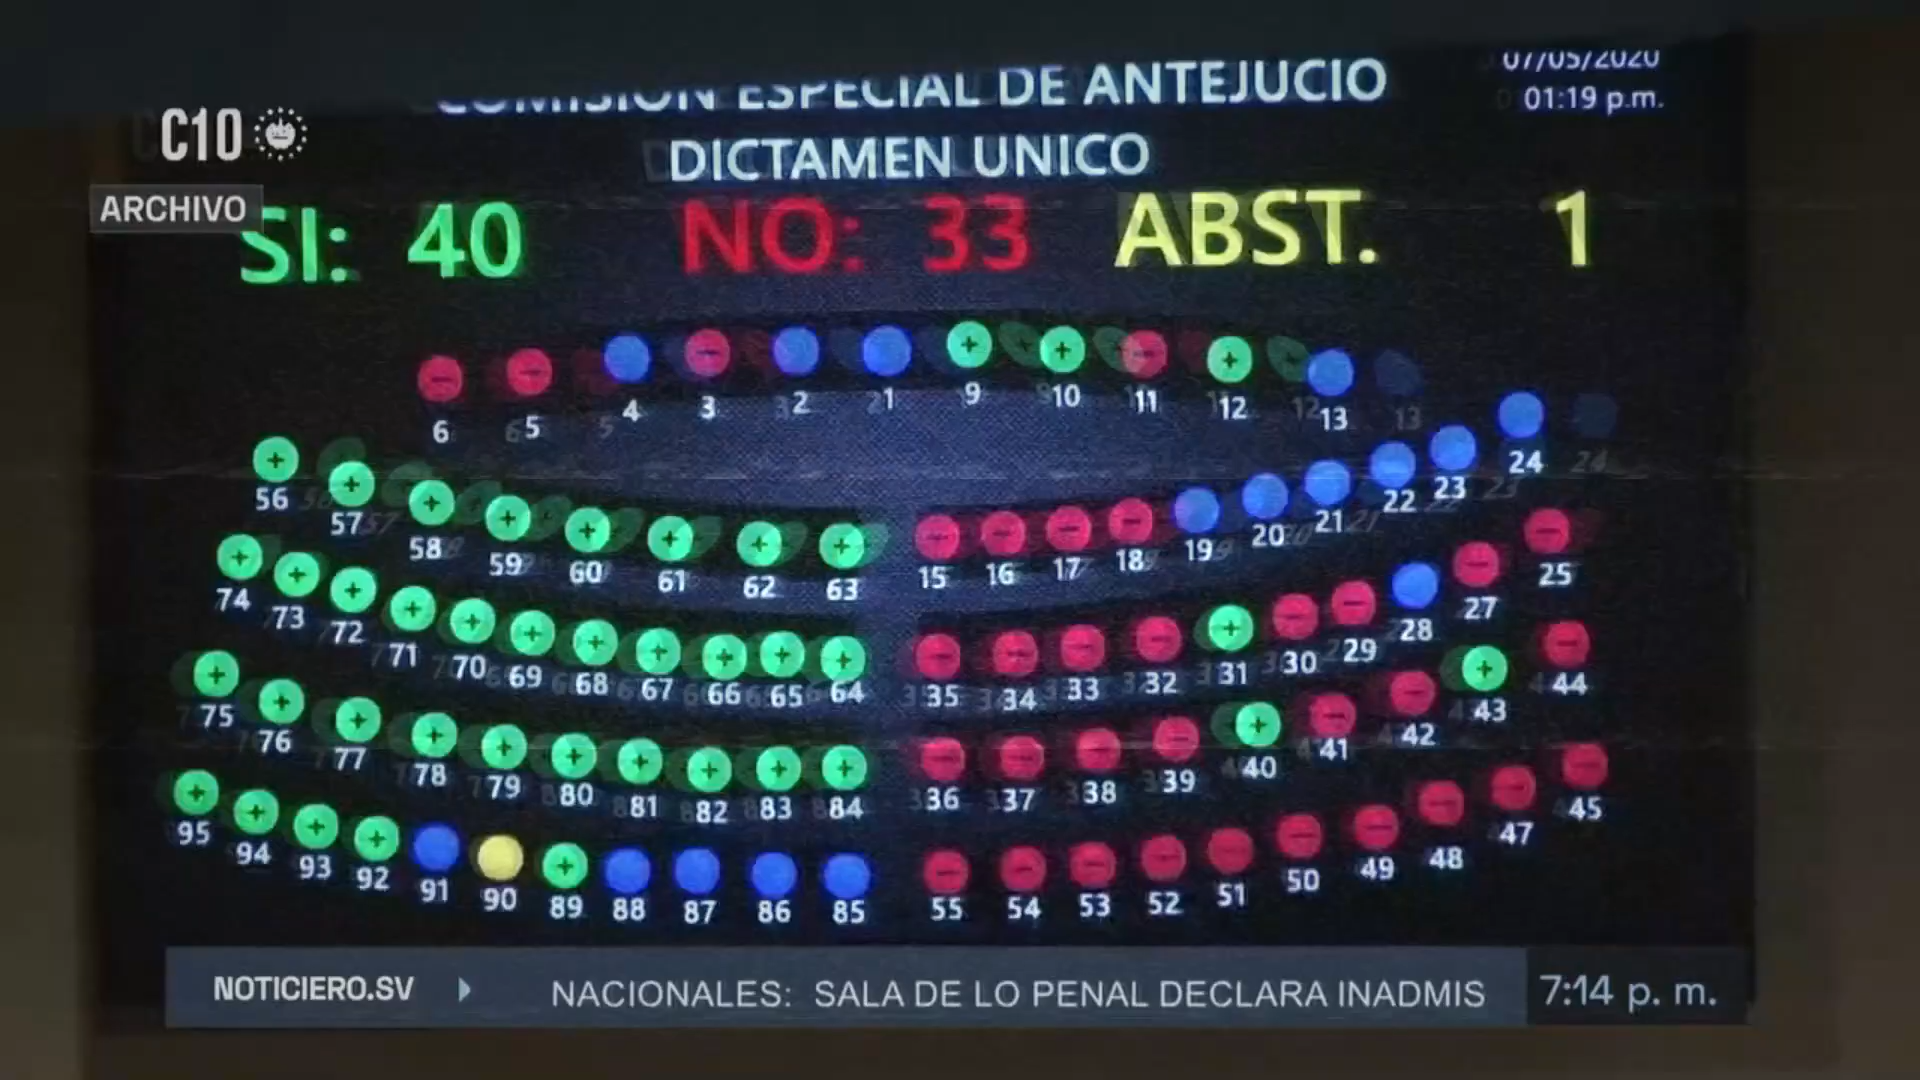 COMISION ESPECIAL DE ANTEJUCIO
07/05/2020
01:19 p.m.
DICTAMEN UNICO
C10
ARCHIVO
SI: 40 NO: 33 ABST. 1
6 5 4 3 2 1 9 10 11 12 13
56 57 58 59 60 61 62 63 15 16 17 18 19 20 21 22 23 24
74 73 72 71 70 69 68 67 66 65 64 35 34 33 32 31 30 29 28 27 25
75 76 77 78 79 80 81 82 83 84 36 37 38 39 40 41 42 43 44
95 94 93 92 91 90 89 88 87 86 85 55 54 53 52 51 50 49 48 47 45
NOTICIERO.SV NACIONALES: SALA DE LO PENAL DECLARA INADMIS 7:14 p. m.